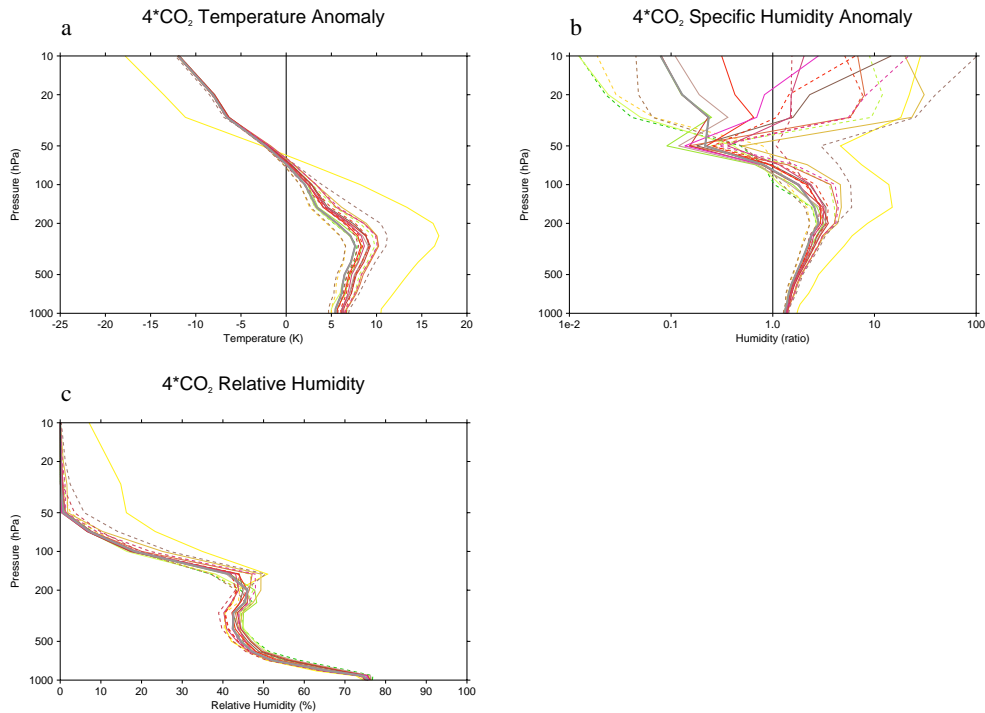 4*CO₂ Temperature Anomaly
a
10
20
50
100
200
500
1000
Pressure (hPa)
-25 -20 -15 -10 -5 0 5 10 15 20
Temperature (K)
4*CO₂ Specific Humidity Anomaly
b
10
20
50
100
200
500
1000
Pressure (hPa)
1e-2 0.1 1.0 10 100
Humidity (ratio)
4*CO₂ Relative Humidity
c
10
20
50
100
200
500
1000
Pressure (hPa)
0 10 20 30 40 50 60 70 80 90 100
Relative Humidity (%)